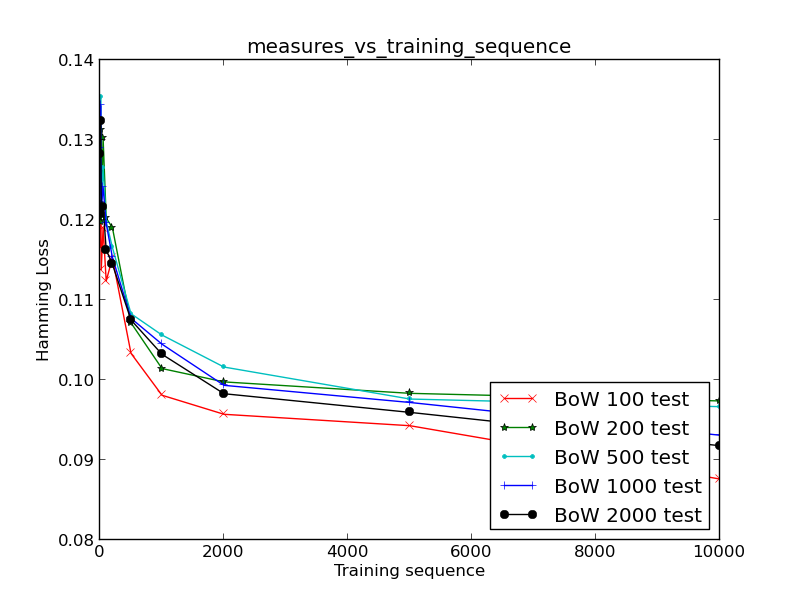 measures_vs_training_sequence
0.14
0.13
0.12
0.11
0.10
0.09
0.08
Hamming Loss
BoW 100 test
BoW 200 test
BoW 500 test
BoW 1000 test
BoW 2000 test
0 2000 4000 6000 8000 10000
Training sequence